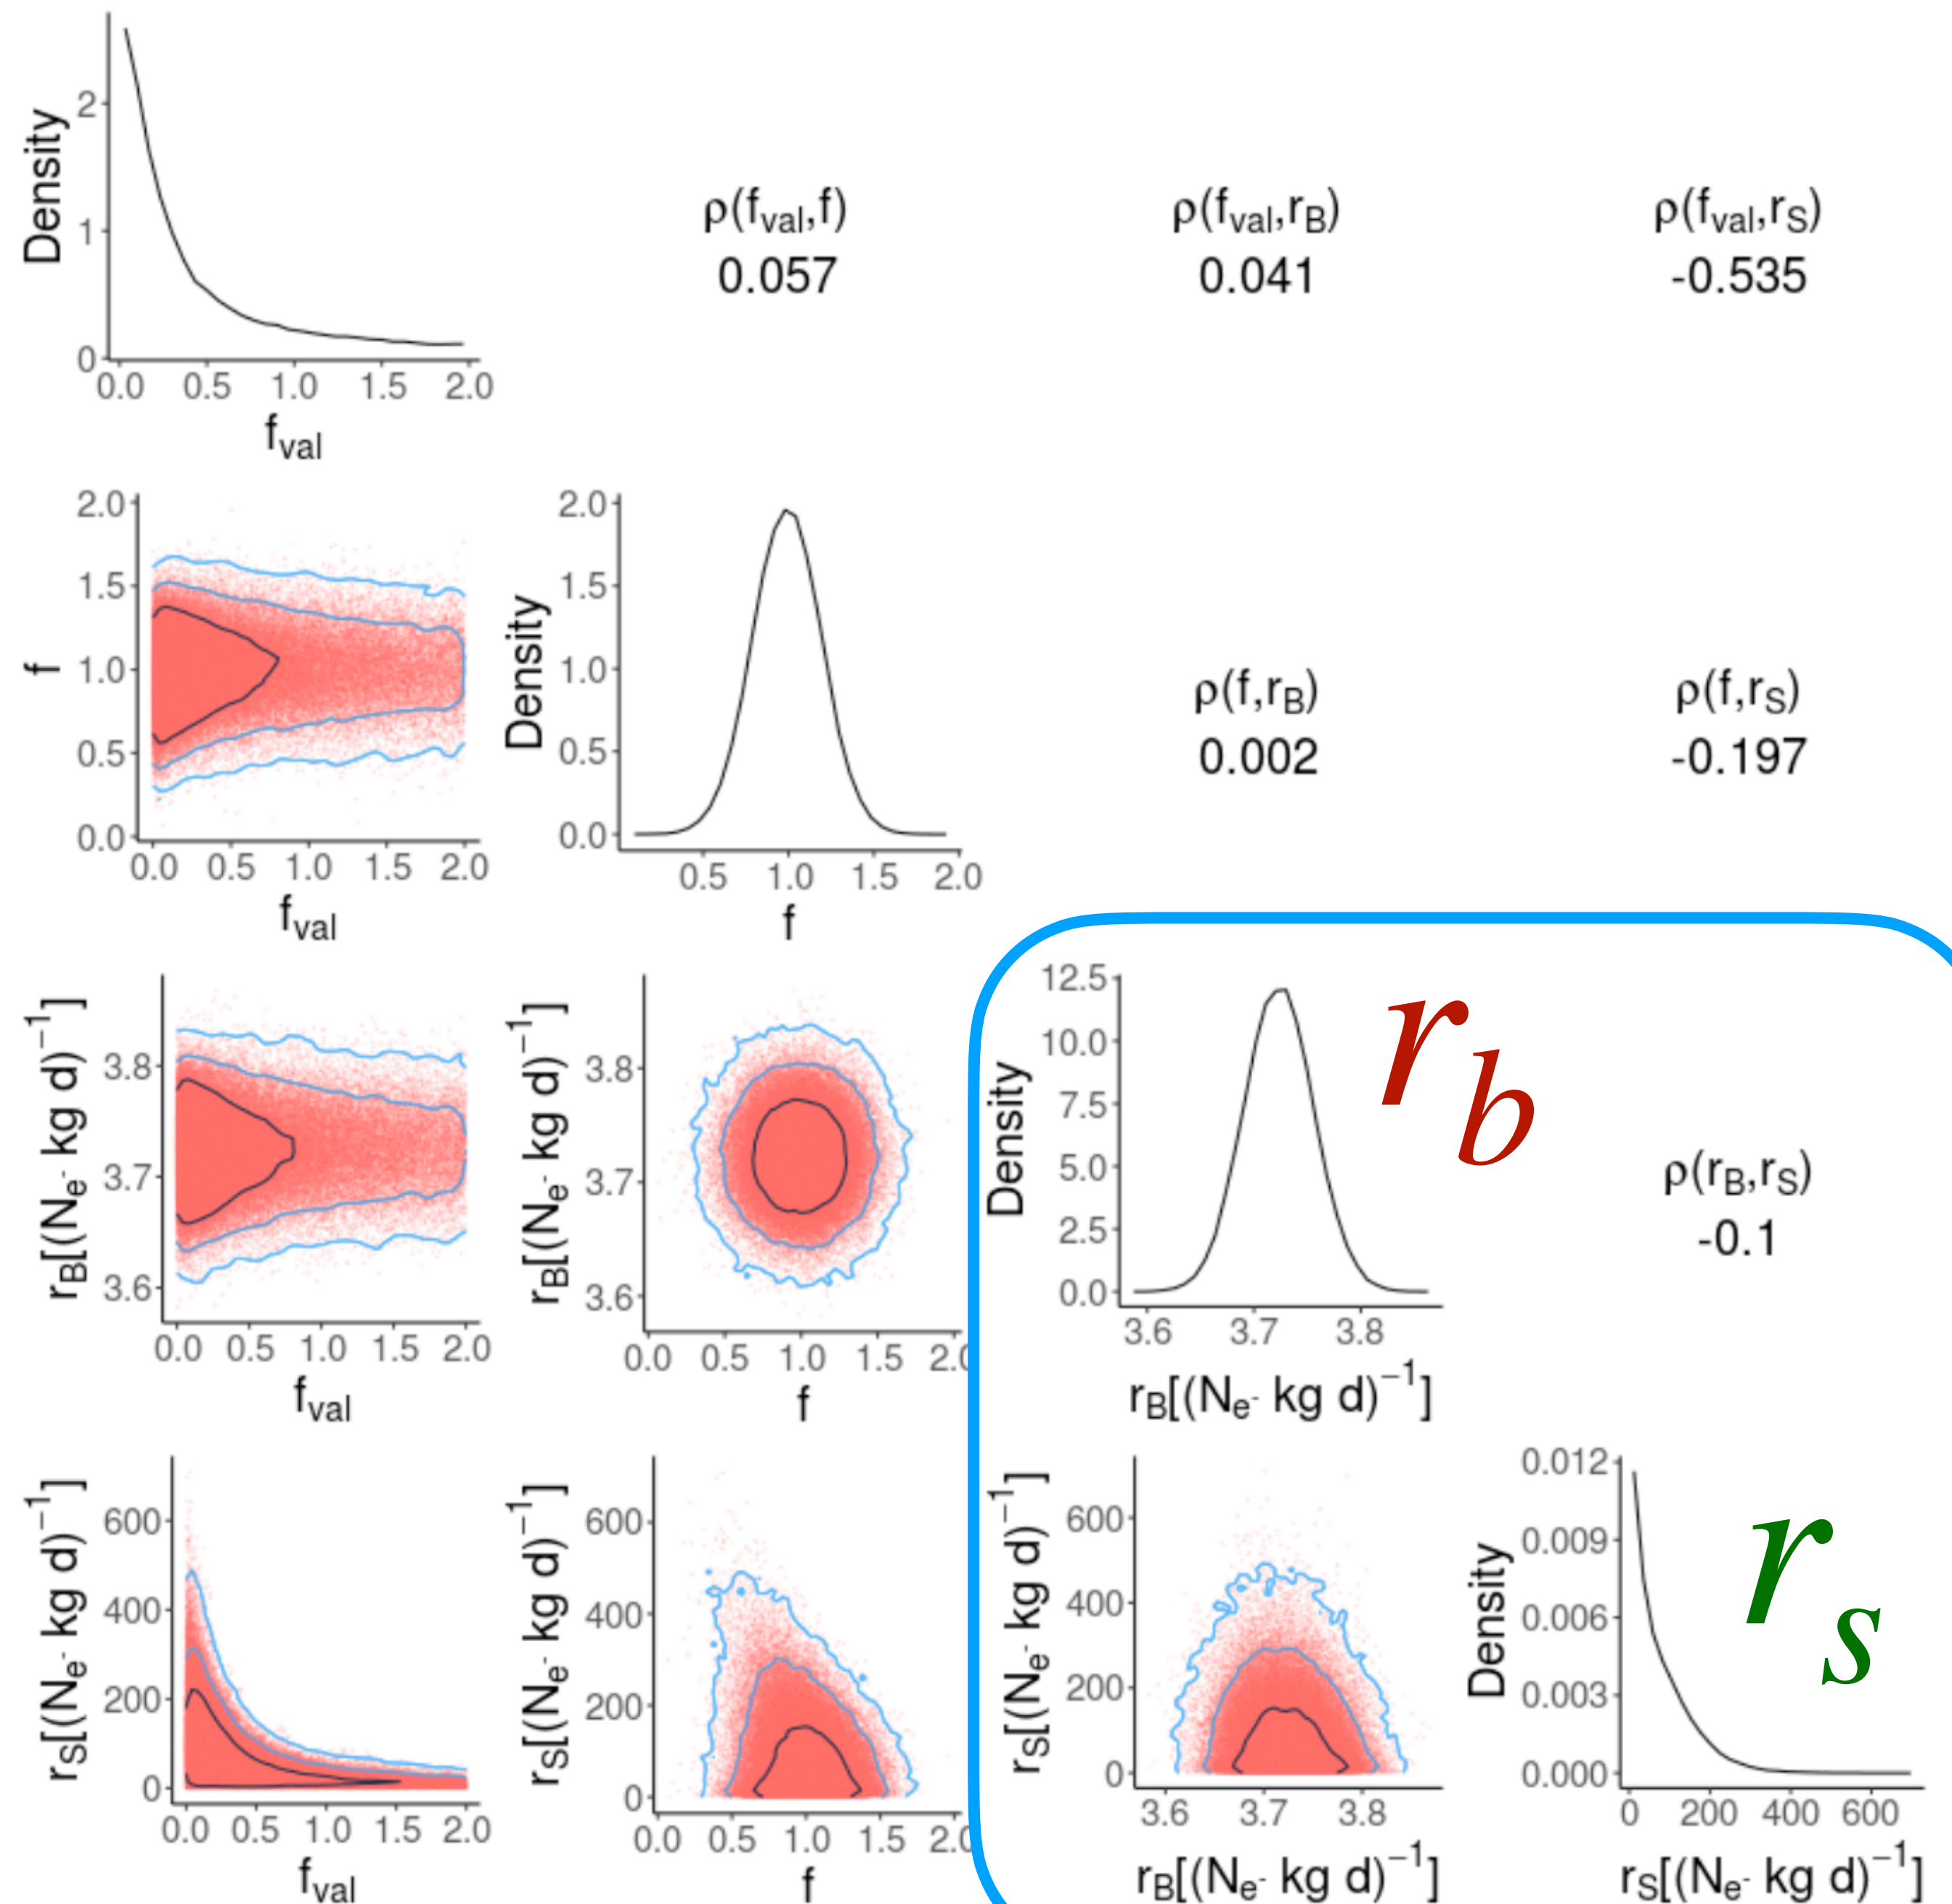 Density
2
1
0
0.0 0.5 1.0 1.5 2.0
f_val
ρ(f_val,f)
0.057
ρ(f_val,r_B)
0.041
ρ(f_val,r_S)
-0.535
f
2.0
1.5
1.0
0.5
0.0
0.0 0.5 1.0 1.5 2.0
f_val
Density
2.0
1.5
1.0
0.5
0.0
0.5 1.0 1.5 2.0
f
ρ(f,r_B)
0.002
ρ(f,r_S)
-0.197
r_B[(N_e- kg d)^−1]
3.8
3.7
3.6
0.0 0.5 1.0 1.5 2.0
f_val
r_B[(N_e- kg d)^−1]
3.8
3.7
3.6
0.0 0.5 1.0 1.5 2.0
f
Density
12.5
10.0
7.5
5.0
2.5
0.0
3.6 3.7 3.8
r_B[(N_e- kg d)^−1]
r_b
ρ(r_B,r_S)
-0.1
r_S[(N_e- kg d)^−1]
600
400
200
0
0.0 0.5 1.0 1.5 2.0
f_val
r_S[(N_e- kg d)^−1]
600
400
200
0
0.0 0.5 1.0 1.5 2.0
f
r_S[(N_e- kg d)^−1]
600
400
200
0
3.6 3.7 3.8
r_B[(N_e- kg d)^−1]
Density
0.012
0.009
0.006
0.003
0.000
0 200 400 600
r_S[(N_e- kg d)^−1]
r_s